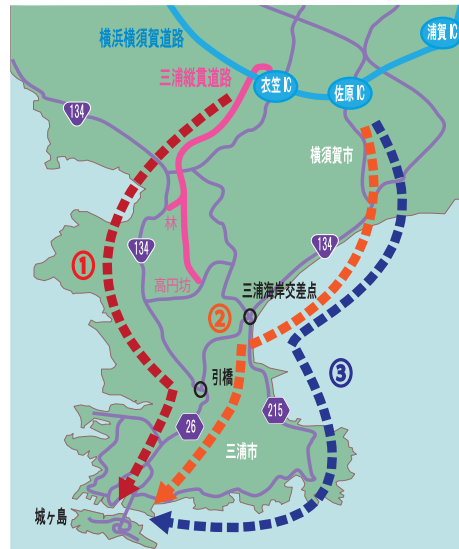 浦賀IC
横浜横須賀道路
三浦縦貫道路
衣笠IC
佐原IC
134
横須賀市
林
134
134
①
高円坊
三浦海岸交差点
②
③
引橋
215
26
三浦市
城ヶ島